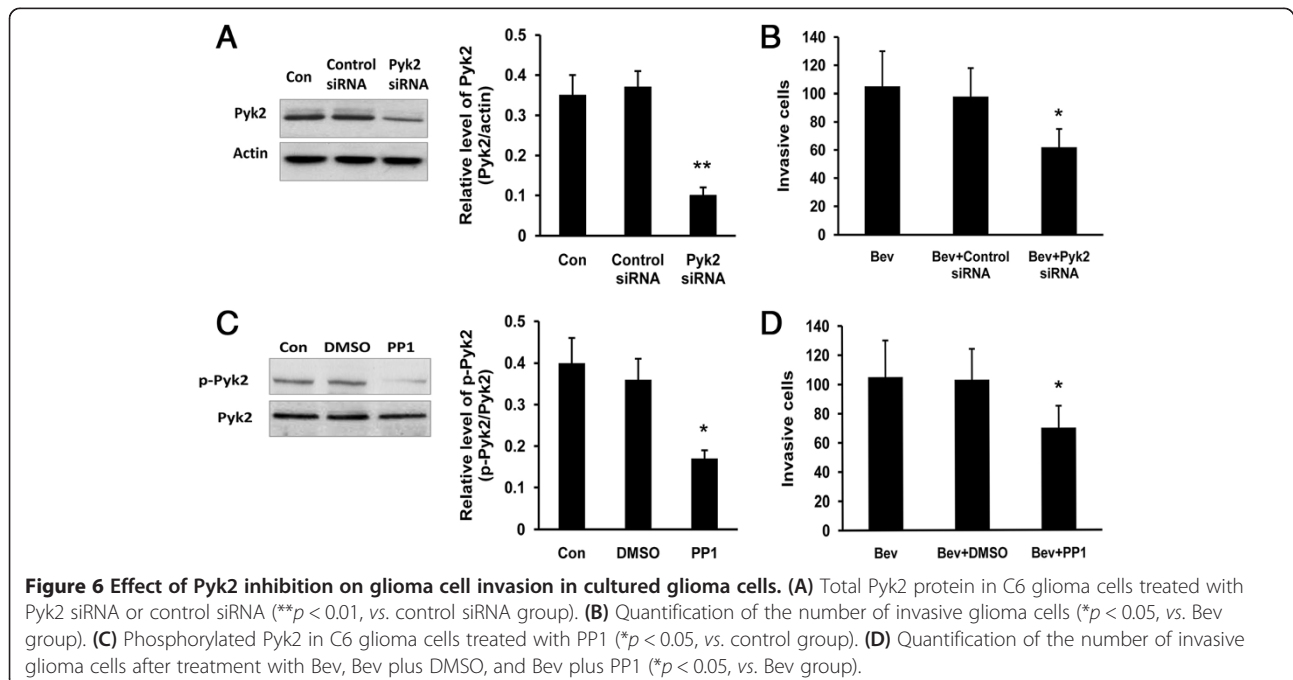 A
Con Control siRNA Pyk2 siRNA
Pyk2
Actin
Relative level of Pyk2
(Pyk2/actin)
0.5
0.4
0.3
0.2
0.1
0
**
Con Control siRNA Pyk2 siRNA
B
Invasive cells
140
120
100
80
60
40
20
0
*
Bev Bev+Control siRNA Bev+Pyk2 siRNA
C
Con DMSO PP1
p-Pyk2
Pyk2
Relative level of p-Pyk2
(p-Pyk2/Pyk2)
0.5
0.4
0.3
0.2
0.1
0
*
Con DMSO PP1
D
Invasive cells
140
120
100
80
60
40
20
0
*
Bev Bev+DMSO Bev+PP1
Figure 6 Effect of Pyk2 inhibition on glioma cell invasion in cultured glioma cells. (A) Total Pyk2 protein in C6 glioma cells treated with
Pyk2 siRNA or control siRNA (**p < 0.01, vs. control siRNA group). (B) Quantification of the number of invasive glioma cells (*p < 0.05, vs. Bev
group). (C) Phosphorylated Pyk2 in C6 glioma cells treated with PP1 (*p < 0.05, vs. control group). (D) Quantification of the number of invasive
glioma cells after treatment with Bev, Bev plus DMSO, and Bev plus PP1 (*p < 0.05, vs. Bev group).